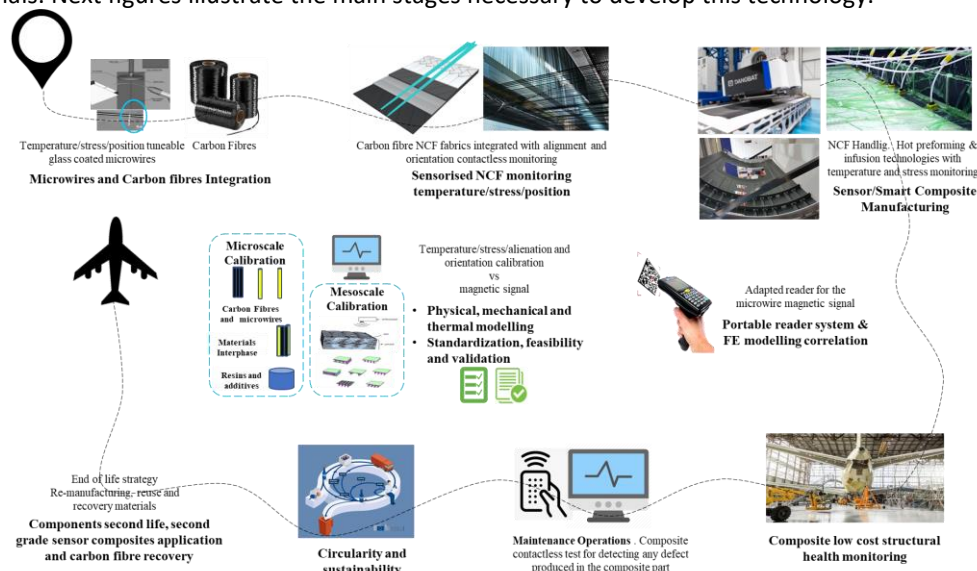 nials. Next figures illustrate the main stages necessary to develop this technology.
Temperature/stress/position tuneable
glass coated microwires
Carbon Fibres
Microwires and Carbon fibres Integration
Carbon fibre NCF fabrics integrated with alignment and
orientation contactless monitoring
Sensorised NCF monitoring
temperature/stress/position
DANOBAT
NCF Handlig. Hot preforming &
infusion technologies with
temperature and stress monitoring
Sensor/Smart Composite
Manufacturing
Microscale
Calibration
Carbon Fibres
and microwires
Materials
Interphase
Resins and
additives
Mesoscale
Calibration
Temperature/stress/alienation and
orientation calibration
vs
magnetic signal
• Physical, mechanical and
thermal modelling
• Standardization, feasibility
and validation
Adapted reader for the
microwire magnetic signal
Portable reader system &
FE modelling correlation
End of life strategy
Re-manufacturing, reuse and
recovery materials
Components second life, second
grade sensor composites application
and carbon fibre recovery
Circularity and
sustainability
Maintenance Operations . Composite
contactless test for detecting any defect
produced in the composite part
Composite low cost structural
health monitoring